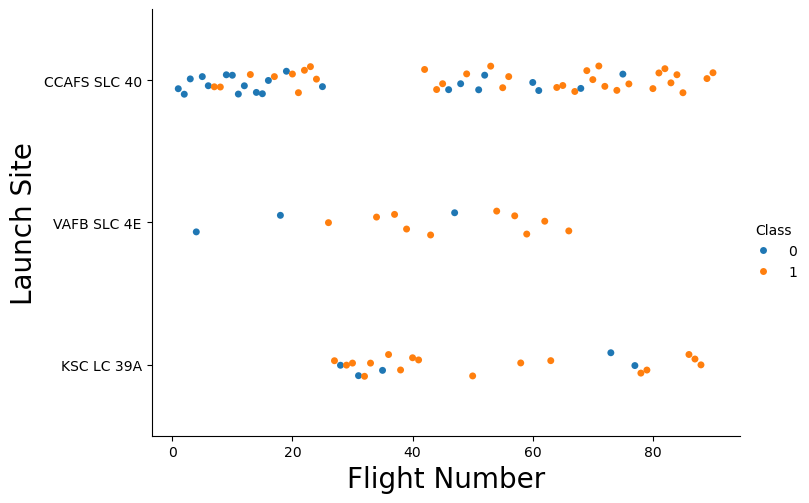 CCAFS SLC 40
VAFB SLC 4E
KSC LC 39A
Launch Site
0
20
40
60
80
Flight Number
Class
0
1